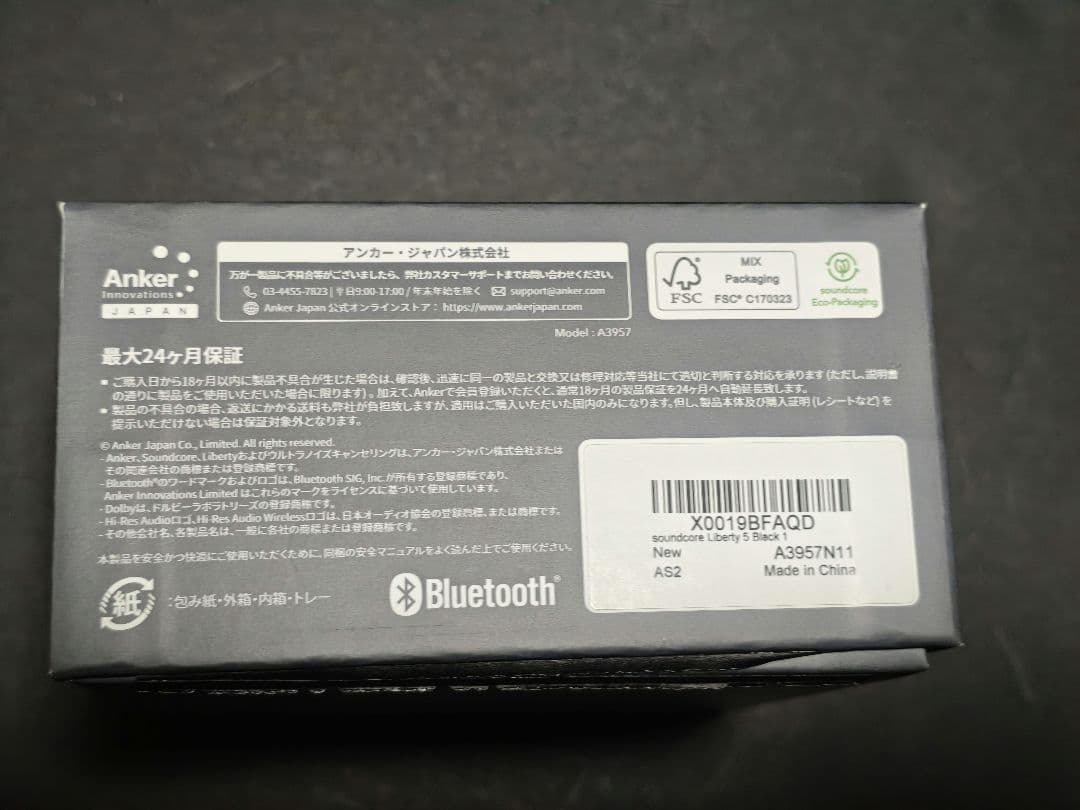 Anker
Innovations
JAPAN
アンカー・ジャパン株式会社
万が一製品に不具合等がございましたら、弊社カスタマーサポートまでお問い合わせください。
03-4455-7823 | 平日9:00-17:00 / 年末年始を除く support@anker.com
Anker Japan 公式オンラインストア : https://www.ankerjapan.com
FSC
MIX
Packaging
FSC® C170323
soundcore
Eco-Packaging
Model : A3957
最大24ヶ月保証
▪ ご購入日から18ヶ月以内に製品不具合が生じた場合は、確認後、迅速に同一の製品と交換又は修理対応等当社にて適切と判断する対応を承ります (ただし、説明書
の通りに製品をご使用いただいた場合に限ります)。加えて、Ankerで会員登録いただくと、通常18ヶ月の製品保証を24ヶ月へ自動延長致します。
▪ 製品の不具合の場合、返送にかかる送料も弊社が負担致しますが、適用はご購入いただいた国内のみになります。但し、製品本体及び購入証明 (レシートなど) を
提示いただけない場合は保証対象外となります。
© Anker Japan Co., Limited. All rights reserved.
- Anker、Soundcore、Libertyおよびウルトラノイズキャンセリングは、アンカー・ジャパン株式会社または
その関連会社の商標または登録商標です。
- Bluetooth®のワードマークおよびロゴは、Bluetooth SIG, Inc.が所有する登録商標であり、
Anker Innovations Limited はこれらのマークをライセンスに基づいて使用しています。
- Dolbyは、ドルビーラボラトリーズの登録商標です。
- Hi-Res Audioロゴ、Hi-Res Audio Wirelessロゴは、日本オーディオ協会の登録商標、または商標です。
- その他会社名、各製品名は、一般に各社の商標または登録商標です。
本製品を安全かつ快適にご使用いただくために、同梱の安全マニュアルをよく読んだ上でご使用ください。
紙 : 包み紙・外箱・内箱・トレー
Bluetooth®
X0019BFAQD
soundcore Liberty 5 Black 1
New A3957N11
AS2 Made in China